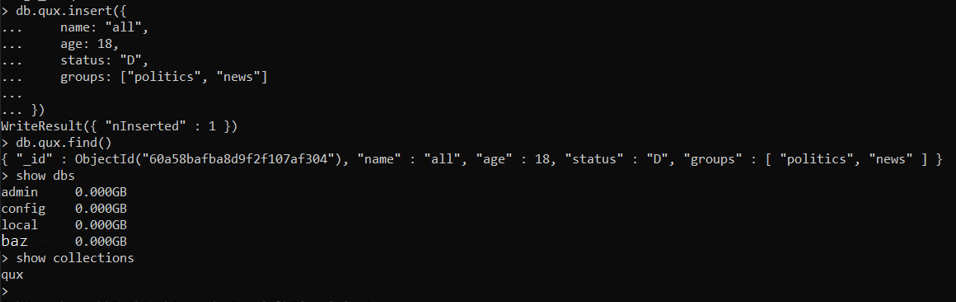 > db.qux.insert({
...     name: "all",
...     age: 18,
...     status: "D",
...     groups: ["politics", "news"]
...
... })
WriteResult({ "nInserted" : 1 })
> db.qux.find()
{ "_id" : ObjectId("60a58bafba8d9f2f107af304"), "name" : "all", "age" : 18, "status" : "D", "groups" : [ "politics", "news" ] }
> show dbs
admin   0.000GB
config  0.000GB
local   0.000GB
baz     0.000GB
> show collections
qux
>